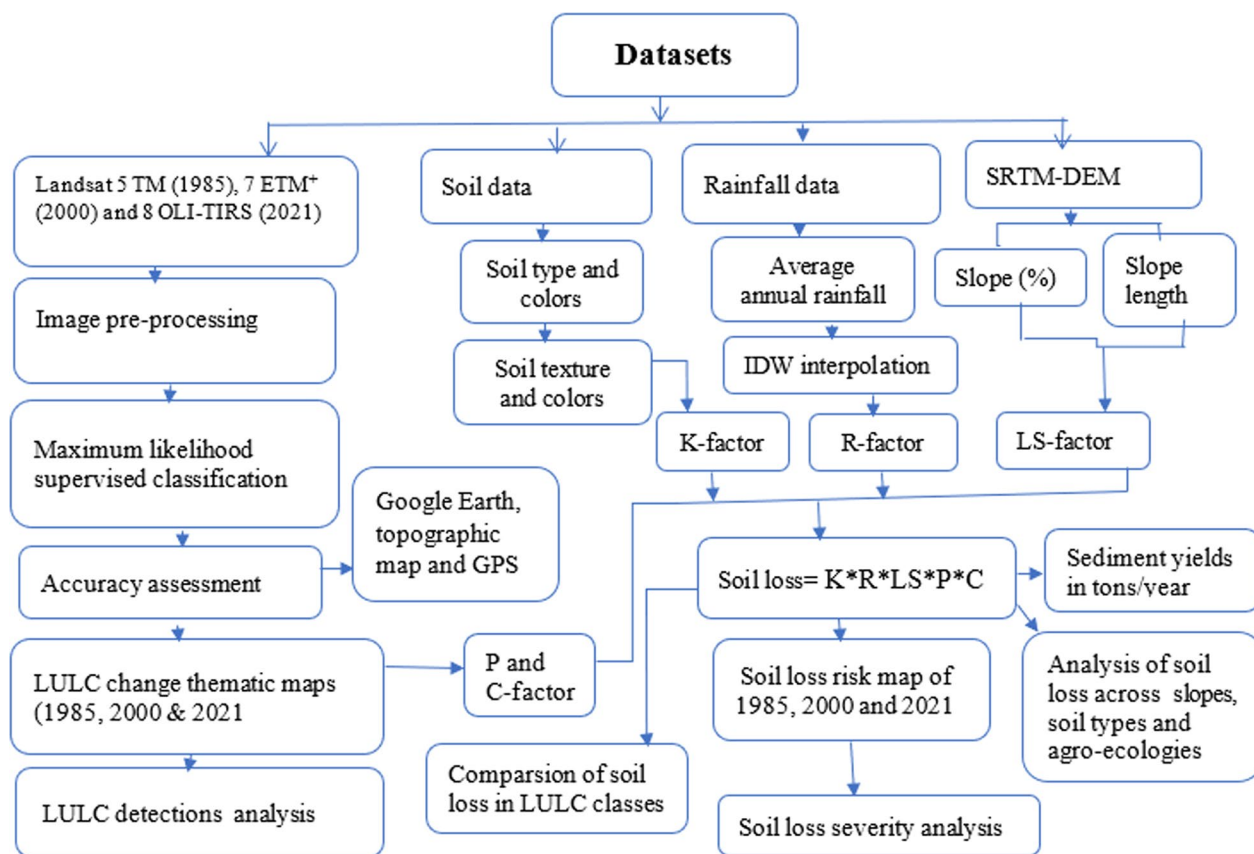 Datasets
Landsat 5 TM (1985), 7 ETM⁺
(2000) and 8 OLI-TIRS (2021)
Soil data
Rainfall data
SRTM-DEM
Image pre-processing
Soil type and
colors
Average
annual rainfall
Slope (%)
Slope
length
Soil texture
and colors
IDW interpolation
Maximum likelihood
supervised classification
K-factor
R-factor
LS-factor
Google Earth,
topographic
map and GPS
Accuracy assessment
Soil loss= K*R*LS*P*C
Sediment yields
in tons/year
LULC change thematic maps
(1985, 2000 & 2021
P and
C-factor
Soil loss risk map of
1985, 2000 and 2021
Analysis of soil
loss across slopes,
soil types and
agro-ecologies
LULC detections analysis
Comparsion of soil
loss in LULC classes
Soil loss severity analysis